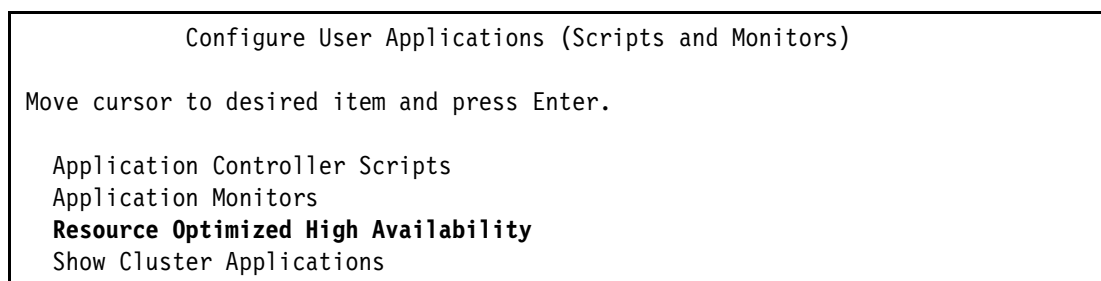 Configure User Applications (Scripts and Monitors)
Move cursor to desired item and press Enter.
Application Controller Scripts
Application Monitors
Resource Optimized High Availability
Show Cluster Applications